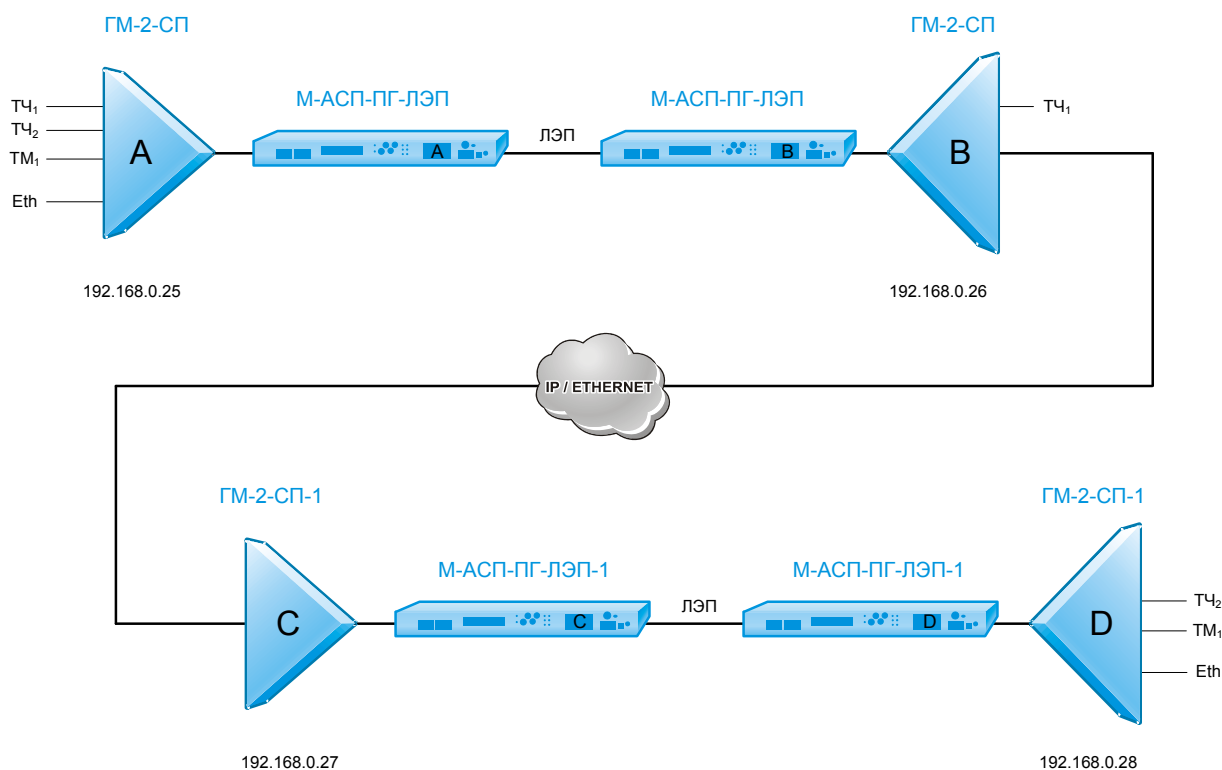 ГМ-2-СП
ГМ-2-СП
М-АСП-ПГ-ЛЭП
М-АСП-ПГ-ЛЭП
ТЧ₁
ТЧ₂
ТМ₁
Eth
A
A
ЛЭП
B
B
ТЧ₁
192.168.0.25
192.168.0.26
IP / ETHERNET
ГМ-2-СП-1
ГМ-2-СП-1
М-АСП-ПГ-ЛЭП-1
М-АСП-ПГ-ЛЭП-1
C
C
ЛЭП
D
D
ТЧ₂
ТМ₁
Eth
192.168.0.27
192.168.0.28